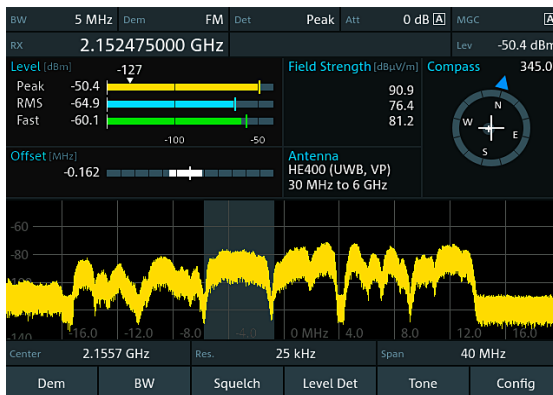 BW 5 MHz Dem FM Det Peak Att 0 dB A MGC A
RX 2.152475000 GHz Lev -50.4 dBm
Level [dBm] -127 Field Strength [dBµV/m] Compass 345.0
Peak -50.4 90.9
RMS -64.9 76.4
Fast -60.1 81.2
-100 -50
N
W E
S
Offset [MHz] Antenna
-0.162 HE400 (UWB, VP)
30 MHz to 6 GHz
-60
-80
-140 -16.0 -12.0 -8.0 -4.0 0 MHz 4.0 8.0 12.0 16.0
Center 2.1557 GHz Res. 25 kHz Span 40 MHz
Dem BW Squelch Level Det Tone Config